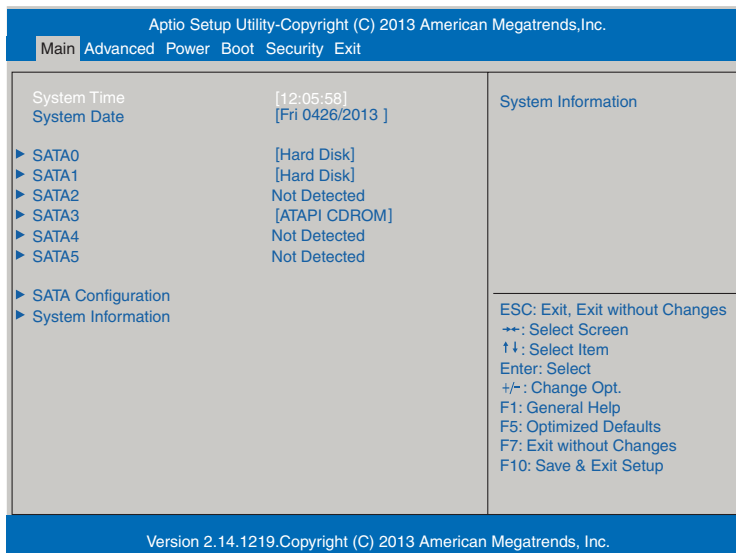 Aptio Setup Utility-Copyright (C) 2013 American Megatrends,Inc.
Main Advanced Power Boot Security Exit
System Time [12:05:58]
System Date [Fri 0426/2013 ]
SATA0 [Hard Disk]
SATA1 [Hard Disk]
SATA2 Not Detected
SATA3 [ATAPI CDROM]
SATA4 Not Detected
SATA5 Not Detected
SATA Configuration
System Information
System Information
ESC: Exit, Exit without Changes
→←: Select Screen
↑↓: Select Item
Enter: Select
+/-: Change Opt.
F1: General Help
F5: Optimized Defaults
F7: Exit without Changes
F10: Save & Exit Setup
Version 2.14.1219.Copyright (C) 2013 American Megatrends, Inc.